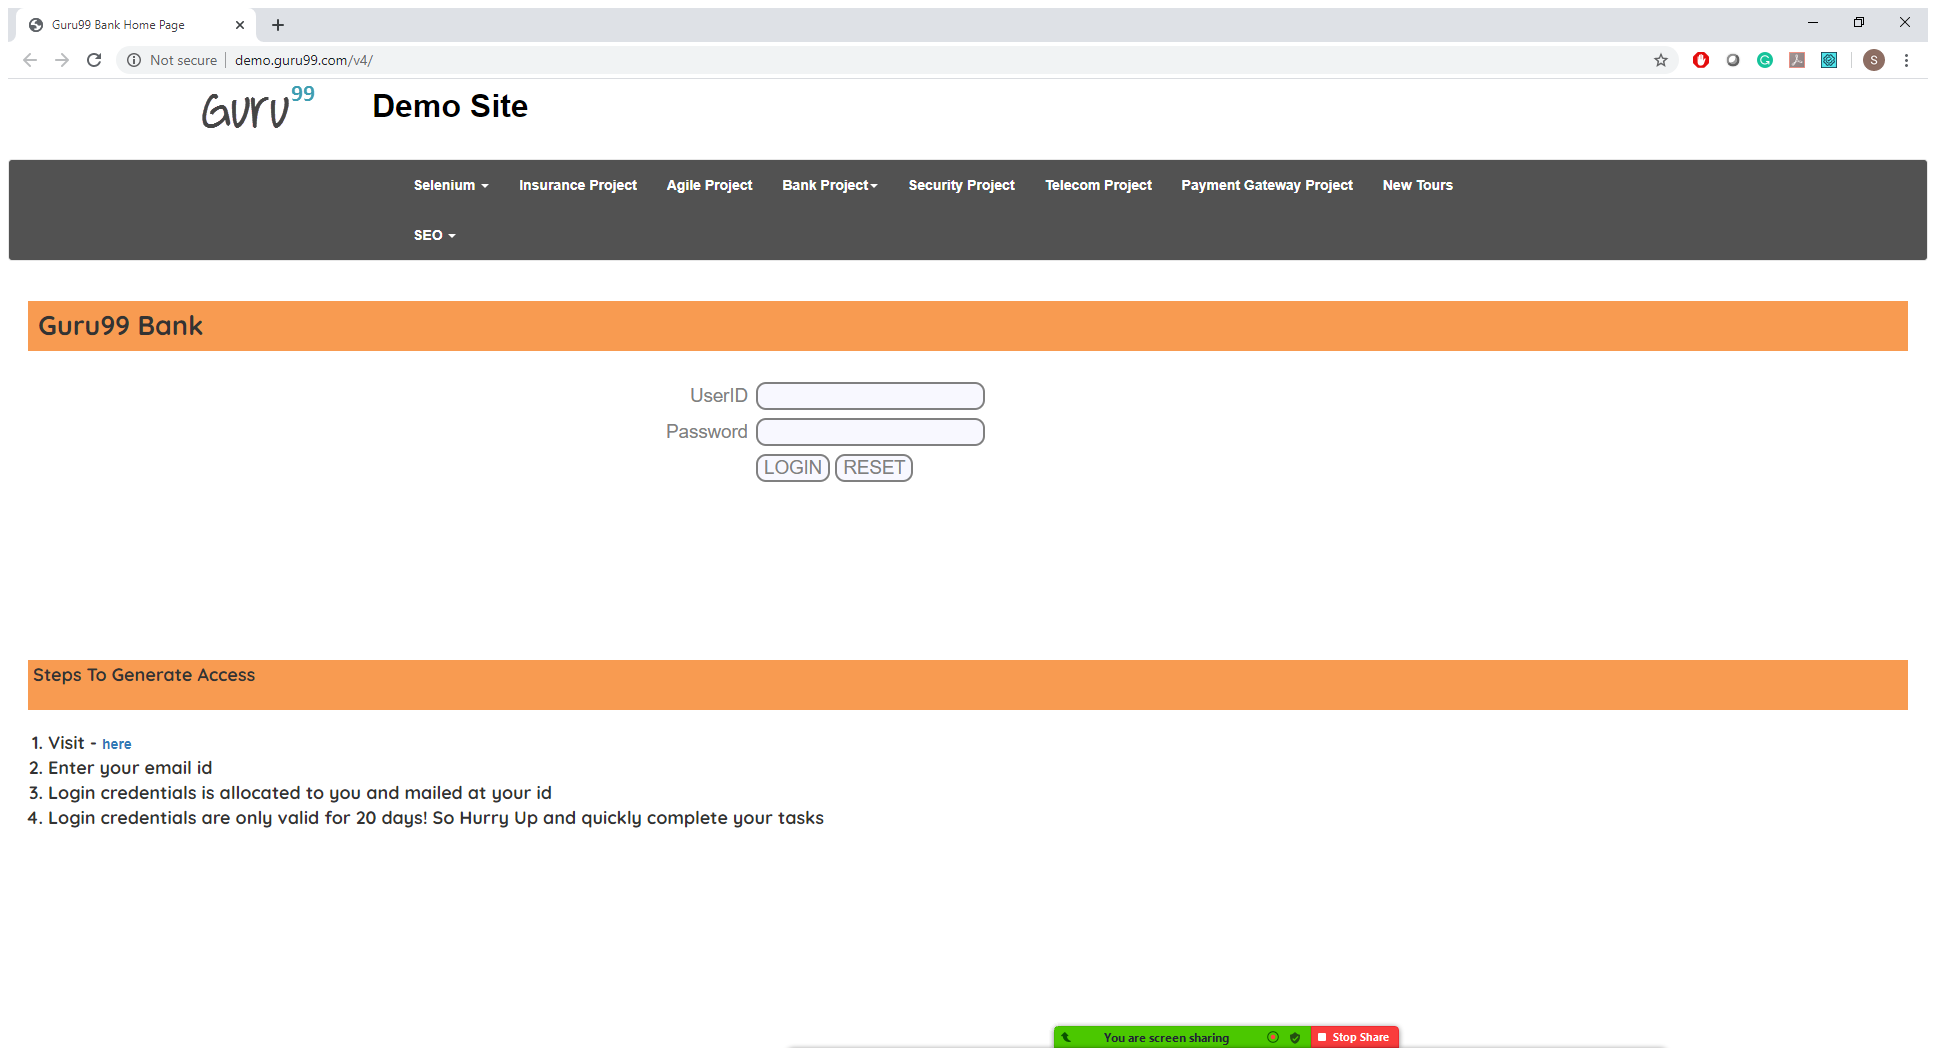 Guru99 Bank Home Page
Not secure demo.guru99.com/v4/
S
Guru99 Demo Site
Selenium Insurance Project Agile Project Bank Project Security Project Telecom Project Payment Gateway Project New Tours
SEO
Guru99 Bank
UserID
Password
LOGIN RESET
Steps To Generate Access
1. Visit - here
2. Enter your email id
3. Login credentials is allocated to you and mailed at your id
4. Login credentials are only valid for 20 days! So Hurry Up and quickly complete your tasks
You are screen sharing Stop Share